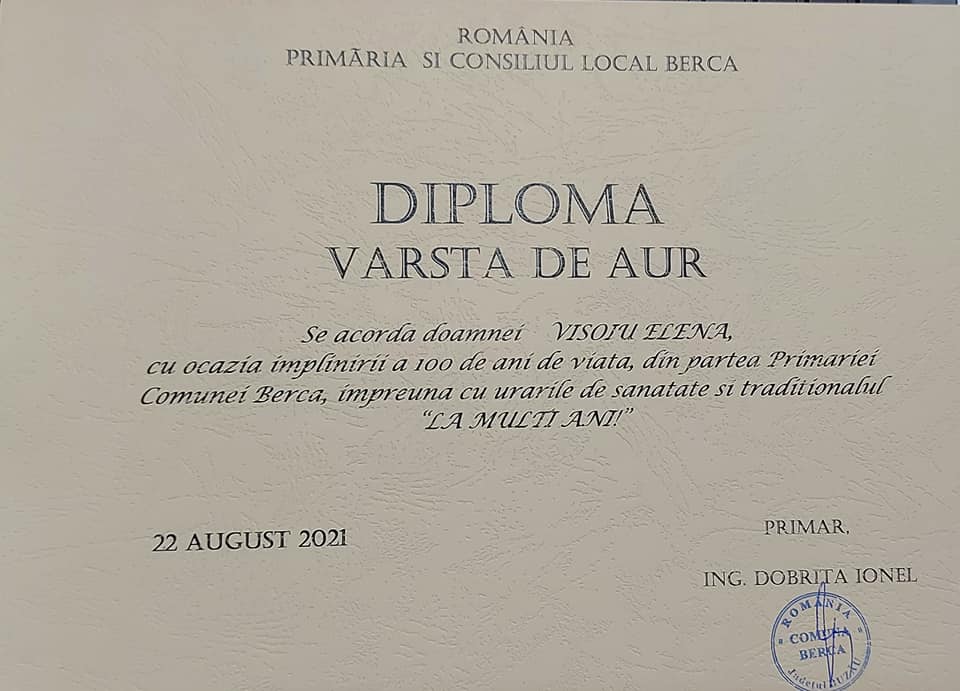 ROMÂNIA
PRIMĂRIA SI CONSILIUL LOCAL BERCA
DIPLOMA
VARSTA DE AUR
Se acorda doamnei VISOIU ELENA,
cu ocazia implinirii a 100 de ani de viata, din partea Primariei
Comunei Berca, impreuna cu urarile de sanatate si traditionalul
“LA MULTI ANI!”
22 AUGUST 2021
PRIMAR,
ING. DOBRITA IONEL
ROMÂNIA
COMUNA
BERCA
Județul BUZĂU